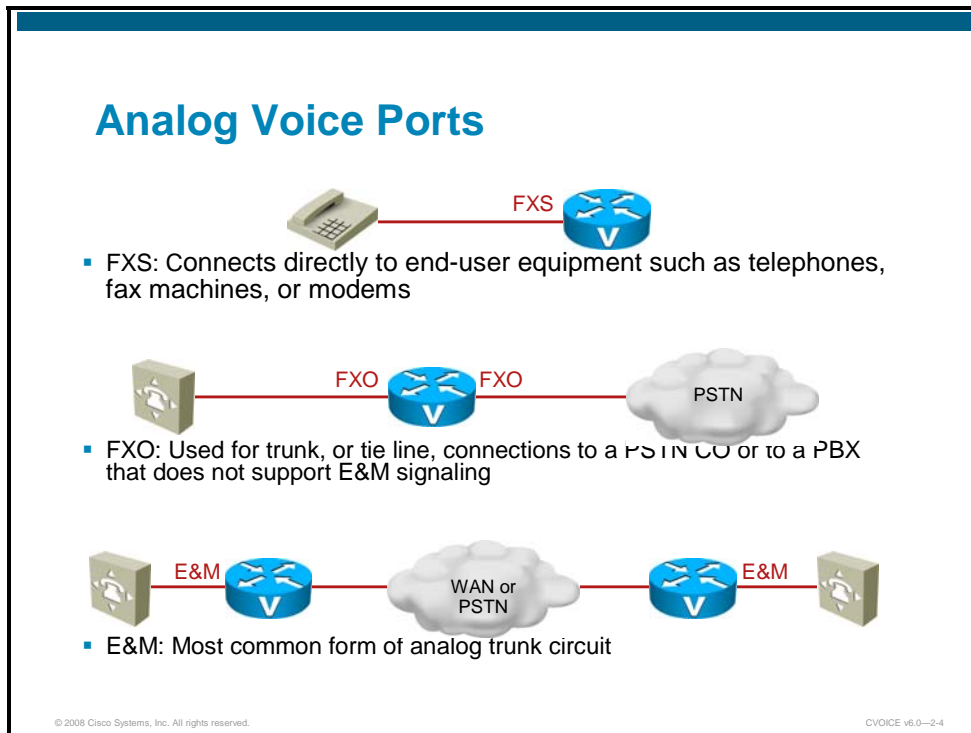 Analog Voice Ports
FXS
V
▪ FXS: Connects directly to end-user equipment such as telephones,
fax machines, or modems
FXO
FXO
V
PSTN
▪ FXO: Used for trunk, or tie line, connections to a PSTN CO or to a PBX
that does not support E&M signaling
E&M
V
WAN or
PSTN
V
E&M
▪ E&M: Most common form of analog trunk circuit
© 2008 Cisco Systems, Inc. All rights reserved.
CVOICE v6.0—2-4